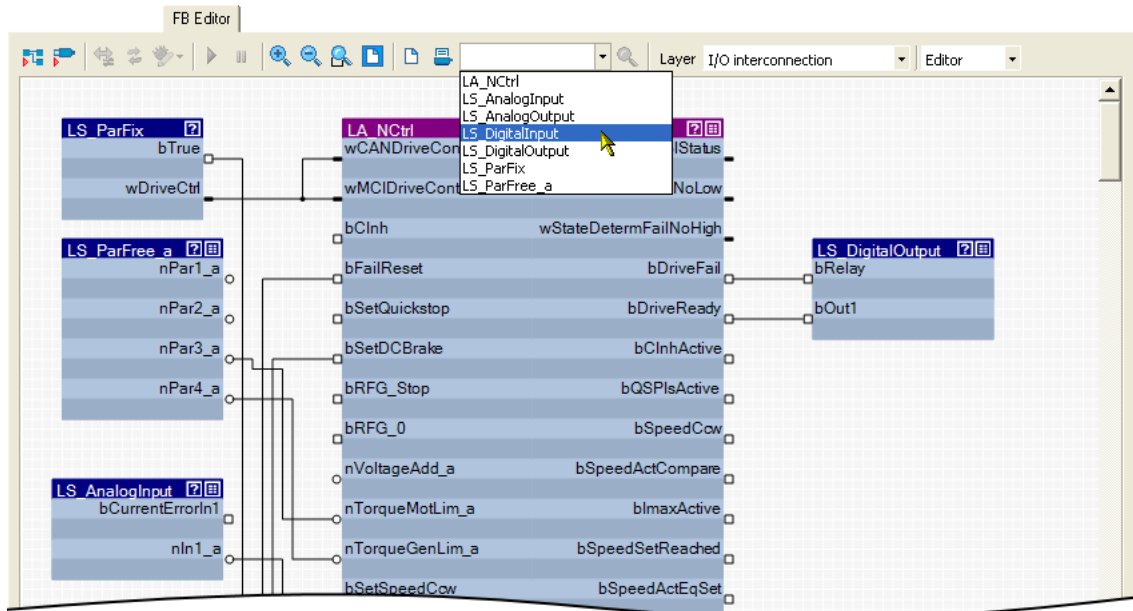 FB Editor
Layer I/O interconnection Editor
LA_NCtrl
LS_AnalogInput
LS_AnalogOutput
LS_DigitalInput
LS_DigitalOutput
LS_ParFix
LS_ParFree_a
LS_ParFix
bTrue
wDriveCtrl
LS_ParFree_a
nPar1_a
nPar2_a
nPar3_a
nPar4_a
LS_AnalogInput
bCurrentErrorIn1
nIn1_a
LA_NCtrl
wCANDriveCon
lStatus
wMCIDriveCont
NoLow
bCInh
wStateDetermFailNoHigh
bFailReset
bDriveFail
bSetQuickstop
bDriveReady
bSetDCBrake
bCInhActive
bRFG_Stop
bQSPIsActive
bRFG_0
bSpeedCcw
nVoltageAdd_a
bSpeedActCompare
nTorqueMotLim_a
bImaxActive
nTorqueGenLim_a
bSpeedSetReached
bSetSpeedCcw
bSpeedActEqSet
LS_DigitalOutput
bRelay
bOut1